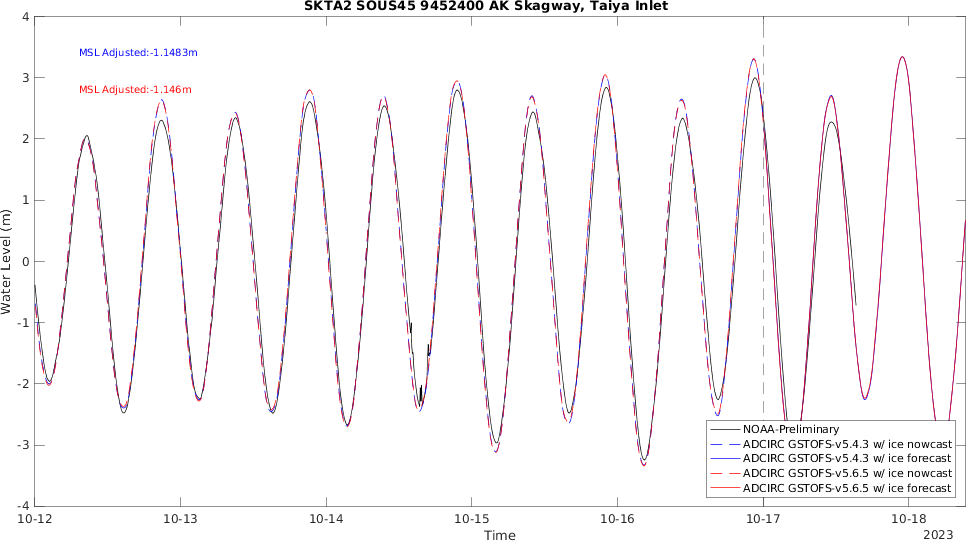 SKTA2 SOUS45 9452400 AK Skagway, Taiya Inlet
4
MSL Adjusted:-1.1483m
3
MSL Adjusted:-1.146m
2
1
0
-1
-2
-3
-4
Water Level (m)
NOAA-Preliminary
ADCIRC GSTOFS-v5.4.3 w/ ice nowcast
ADCIRC GSTOFS-v5.4.3 w/ ice forecast
ADCIRC GSTOFS-v5.6.5 w/ ice nowcast
ADCIRC GSTOFS-v5.6.5 w/ ice forecast
10-12 10-13 10-14 10-15 10-16 10-17 10-18
Time
2023